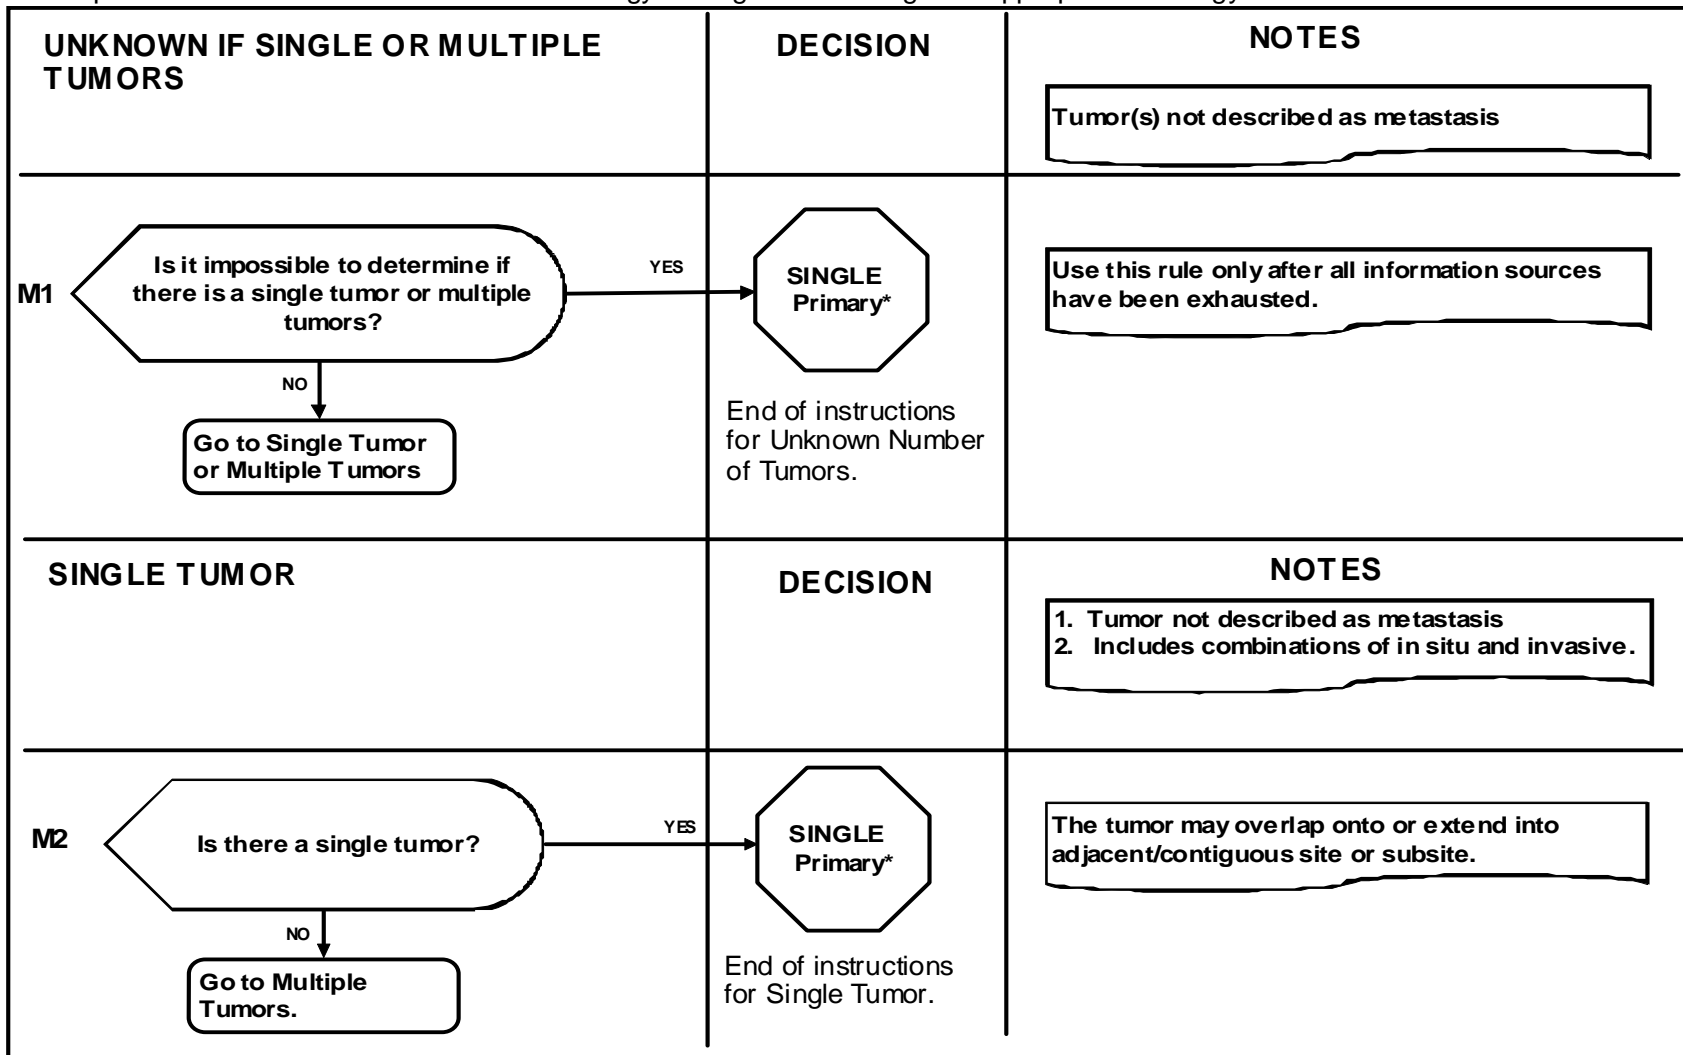 UNKNOWN IF SINGLE OR MULTIPLE
TUMORS
DECISION
NOTES
Tumor(s) not described as metastasis
M1
Is it impossible to determine if
there is a single tumor or multiple
tumors?
YES
SINGLE
Primary*
Use this rule only after all information sources
have been exhausted.
NO
Go to Single Tumor
or Multiple Tumors
End of instructions
for Unknown Number
of Tumors.
SINGLE TUMOR
DECISION
NOTES
1. Tumor not described as metastasis
2. Includes combinations of in situ and invasive.
M2
Is there a single tumor?
YES
SINGLE
Primary*
The tumor may overlap onto or extend into
adjacent/contiguous site or subsite.
NO
Go to Multiple
Tumors.
End of instructions
for Single Tumor.